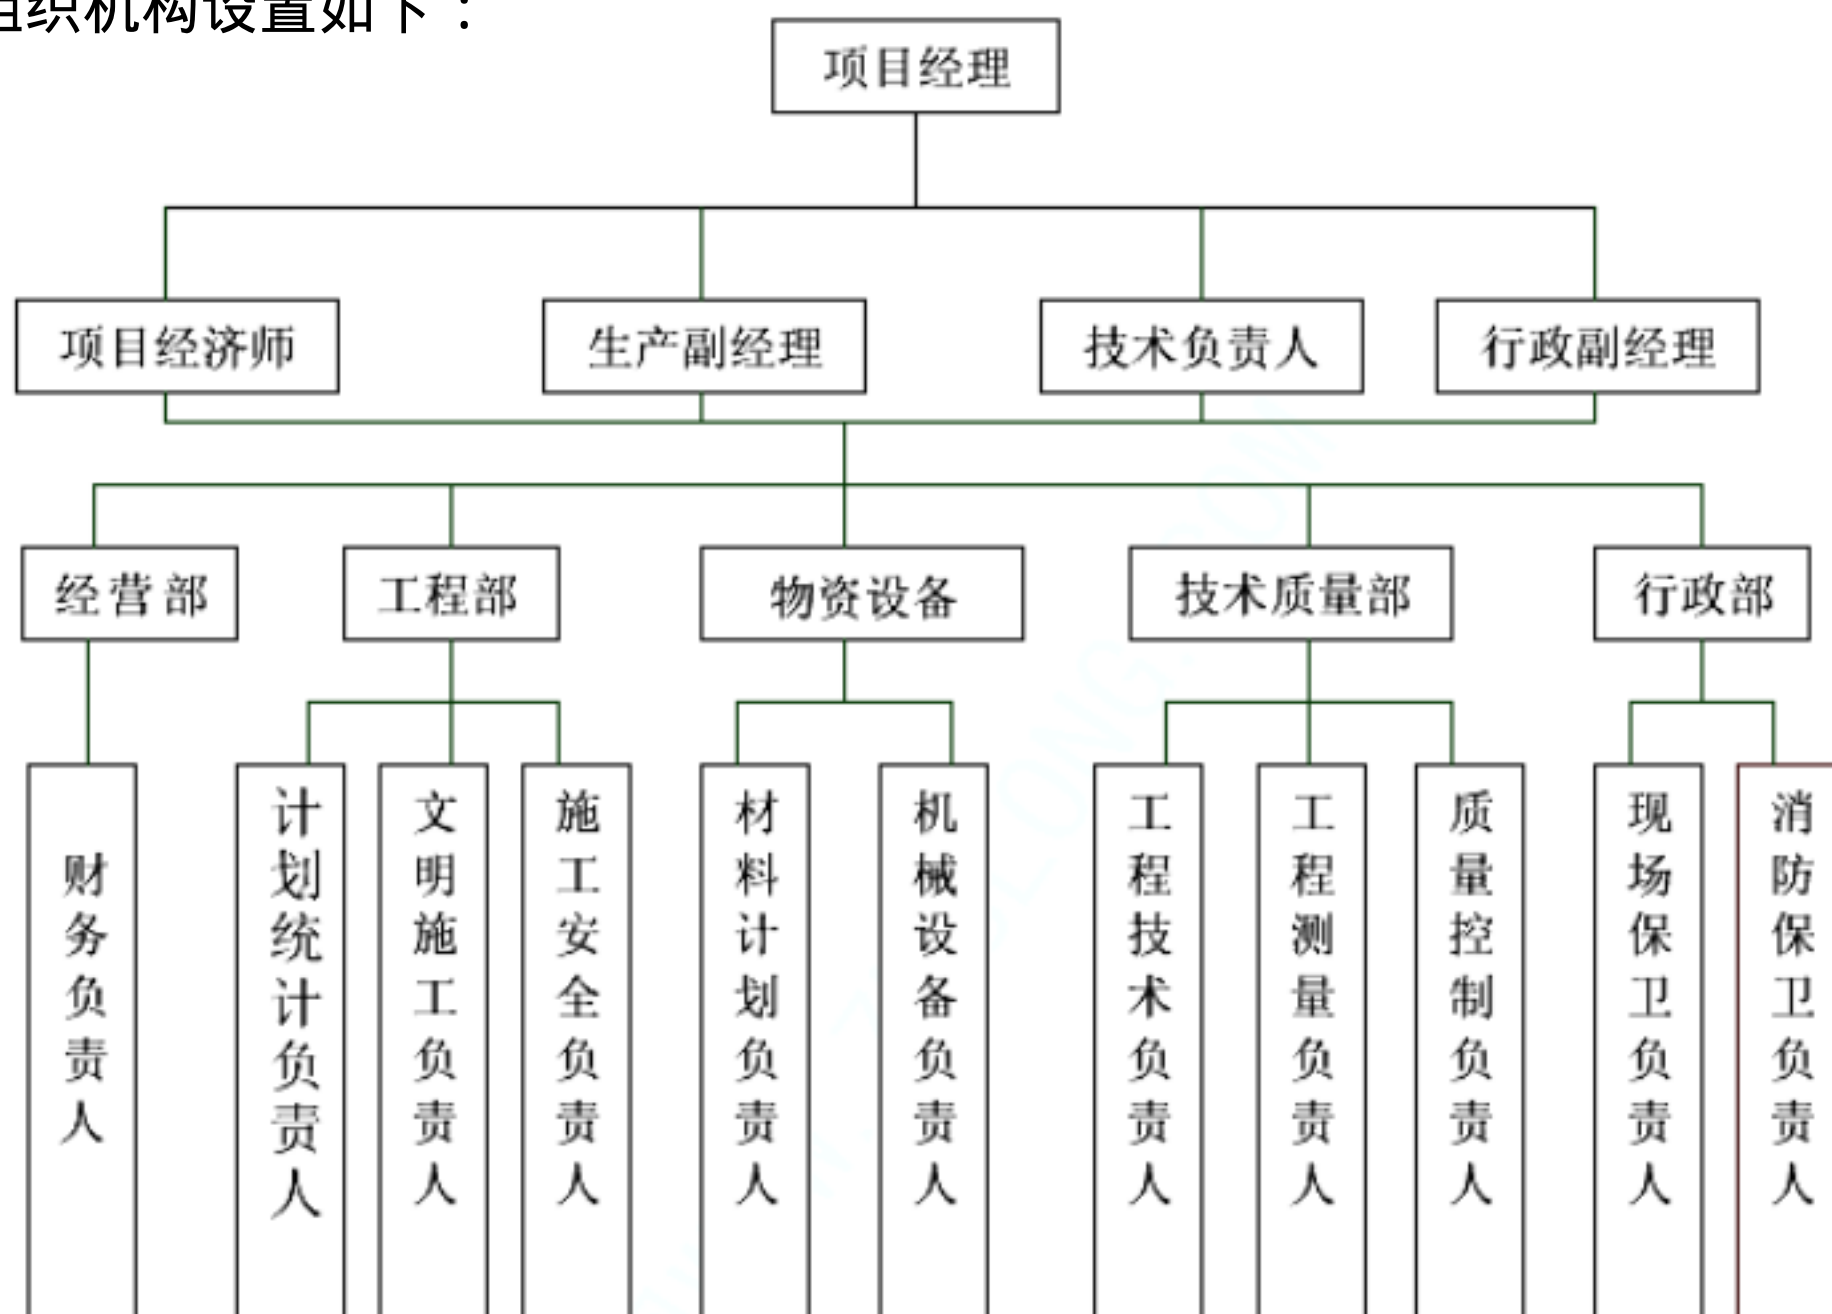 组织机构设置如下：
项目经理
项目经济师
生产副经理
技术负责人
行政副经理
经营部
工程部
物资设备
技术质量部
行政部
财务负责人
计划统计负责人
文明施工负责人
施工安全负责人
材料计划负责人
机械设备负责人
工程技术负责人
工程测量负责人
质量控制负责人
现场保卫负责人
消防保卫负责人